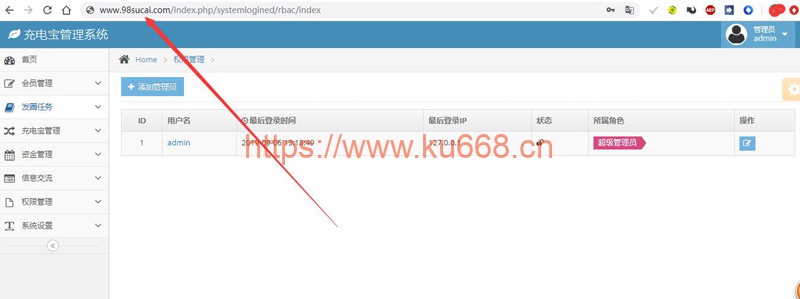 www.98sucai.com/index.php/systemlogined/rbac/index
ABP
充电宝管理系统
管理员
admin
首页
Home > 权限管理 >
会员管理
添加管理员
发圈任务
ID 用户名 最后登录时间 最后登录IP 状态 所属角色 操作
充电宝管理
1 admin 2019-09-06 13:18:49 127.0.0.1 超级管理员
https://www.ku668.cn
资金管理
信息交流
权限管理
系统设置